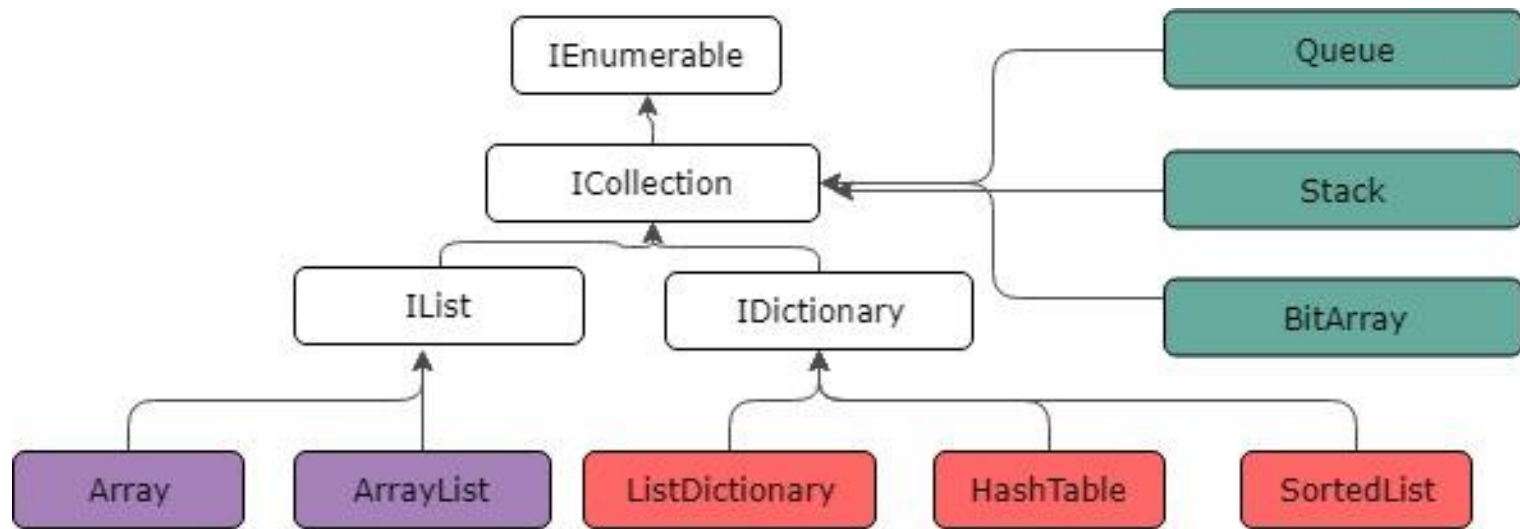 IEnumerable
Queue
ICollection
Stack
IList
IDictionary
BitArray
Array
ArrayList
ListDictionary
HashTable
SortedList